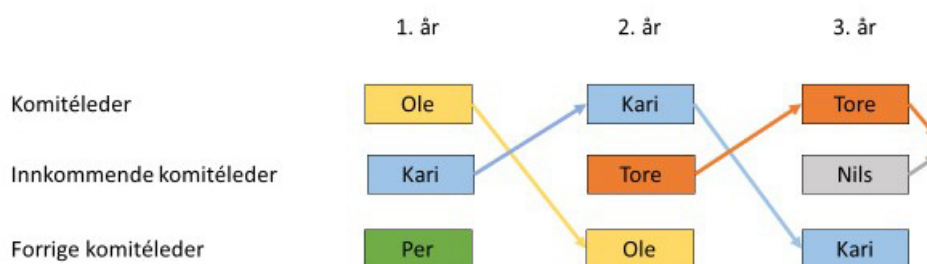 1. år 2. år 3. år
Komitéleder Ole Kari Tore
Innkommende komitéleder Kari Tore Nils
Forrige komitéleder Per Ole Kari